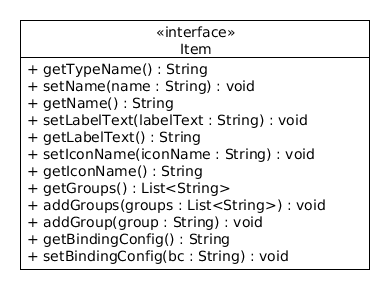 «interface»
Item
+ getTypeName() : String
+ setName(name : String) : void
+ getName() : String
+ setLabelText(labelText : String) : void
+ getLabelText() : String
+ setIconName(iconName : String) : void
+ getIconName() : String
+ getGroups() : List<String>
+ addGroups(groups : List<String>) : void
+ addGroup(group : String) : void
+ getBindingConfig() : String
+ setBindingConfig(bc : String) : void